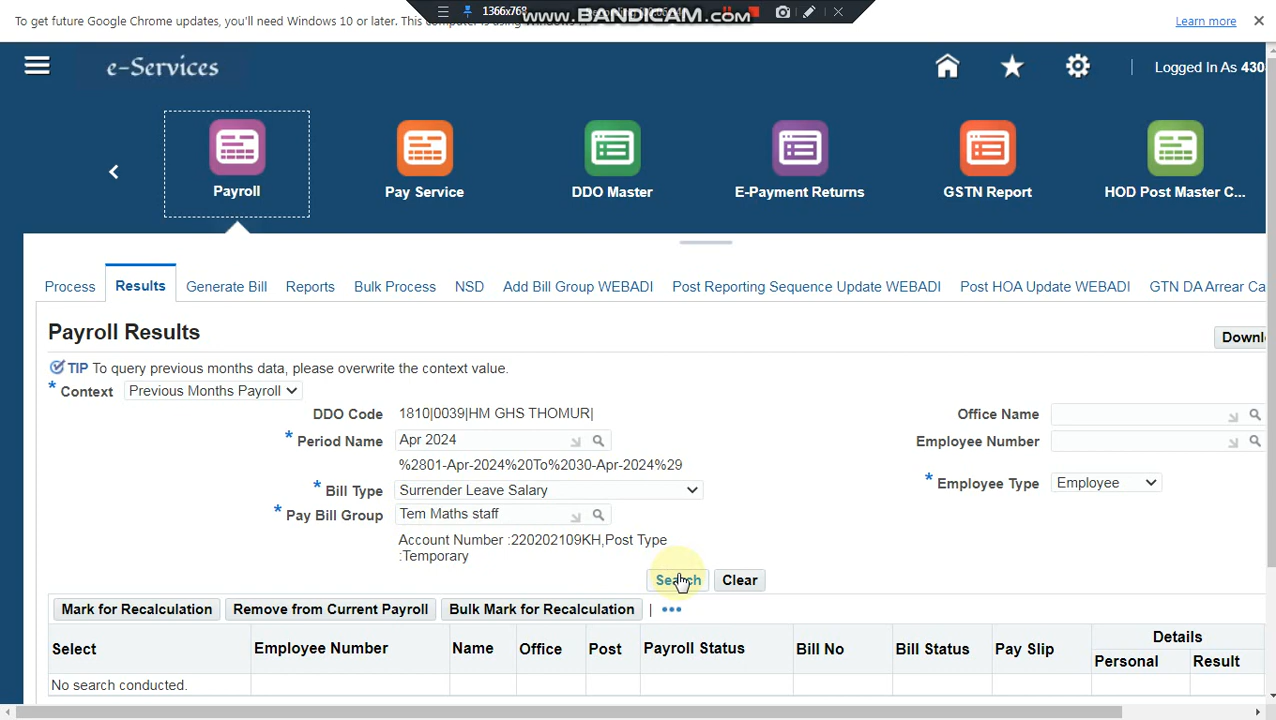 To get future Google Chrome updates, you'll need Windows 10 or later. This computer is using
1366x768
www.BANDICAM.com
Learn more
e-Services
Logged In As 430
Payroll
Pay Service
DDO Master
E-Payment Returns
GSTN Report
HOD Post Master C...
Process
Results
Generate Bill
Reports
Bulk Process
NSD
Add Bill Group WEBADI
Post Reporting Sequence Update WEBADI
Post HOA Update WEBADI
GTN DA Arrear Ca
Payroll Results
Downl
TIP To query previous months data, please overwrite the context value.
* Context Previous Months Payroll
DDO Code 1810|0039|HM GHS THOMUR|
Office Name
* Period Name Apr 2024
Employee Number
%2801-Apr-2024%20To%2030-Apr-2024%29
* Bill Type Surrender Leave Salary
* Employee Type Employee
* Pay Bill Group Tem Maths staff
Account Number :220202109KH,Post Type
:Temporary
Search Clear
Mark for Recalculation Remove from Current Payroll Bulk Mark for Recalculation | •••
Select Employee Number Name Office Post Payroll Status Bill No Bill Status Pay Slip Details
Personal Result
No search conducted.